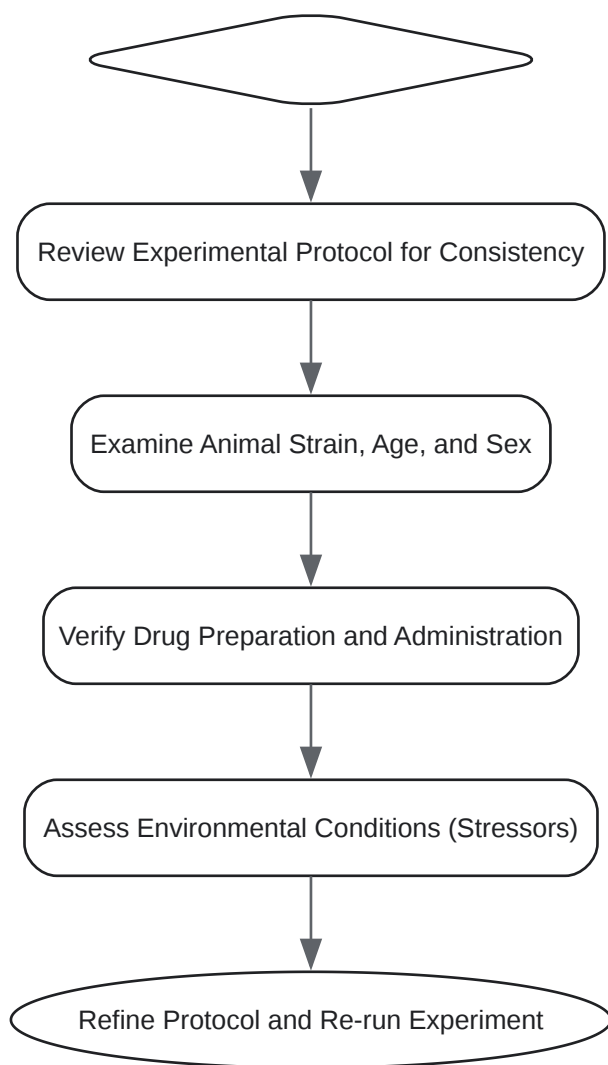 Review Experimental Protocol for Consistency
Examine Animal Strain, Age, and Sex
Verify Drug Preparation and Administration
Assess Environmental Conditions (Stressors)
Refine Protocol and Re-run Experiment